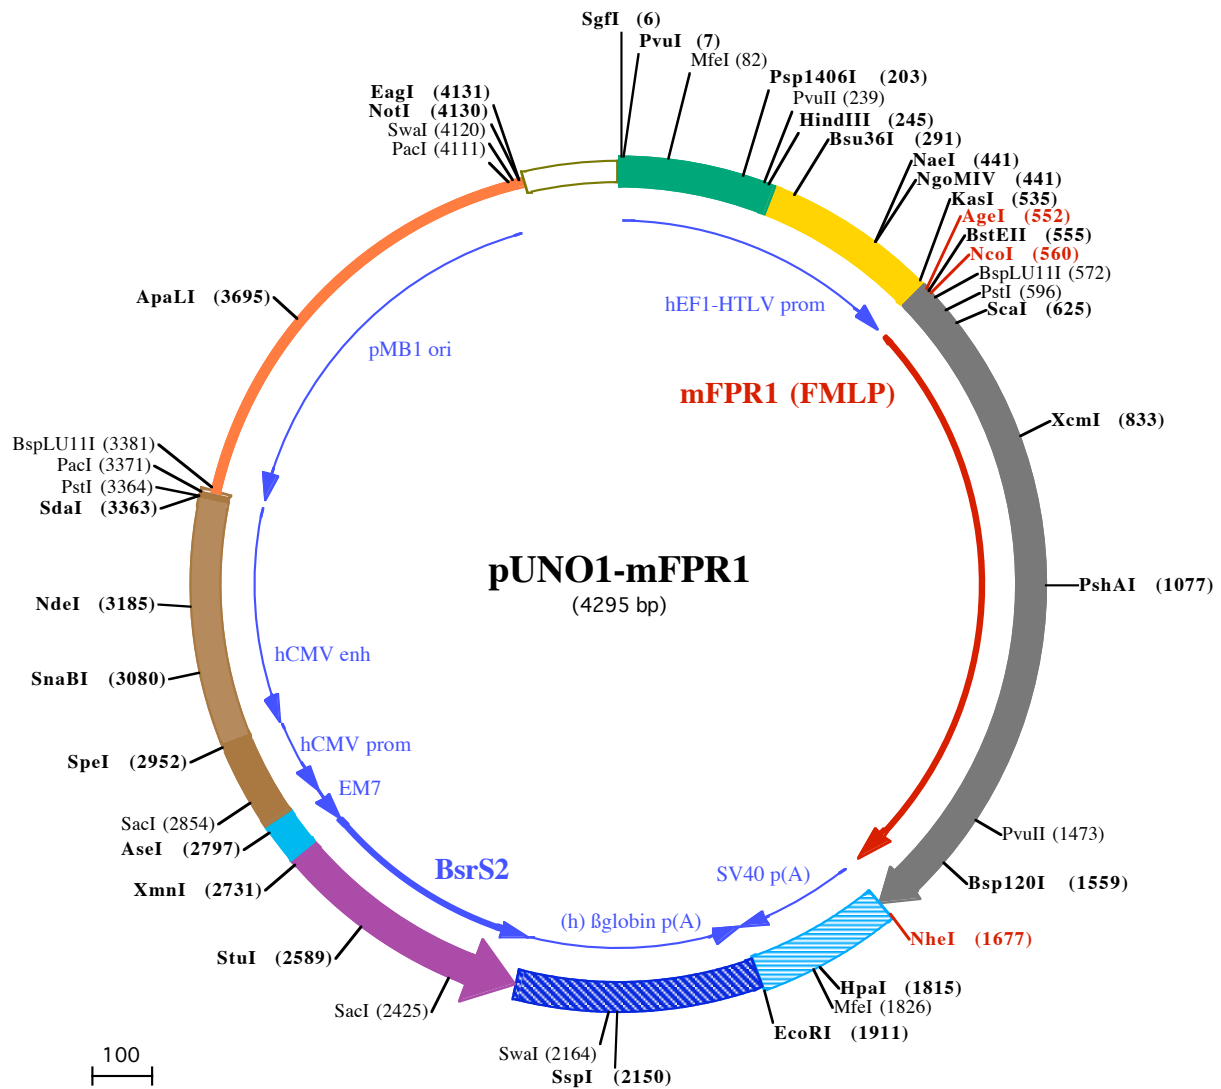 SgfI (6)
PvuI (7)
MfeI (82)
Psp1406I (203)
PvuII (239)
HindIII (245)
Bsu36I (291)
NaeI (441)
NgoMIV (441)
KasI (535)
AgeI (552)
BstEII (555)
NcoI (560)
BspLU11I (572)
PstI (596)
ScaI (625)
XcmI (833)
PshAI (1077)
PvuII (1473)
Bsp120I (1559)
NheI (1677)
HpaI (1815)
MfeI (1826)
EcoRI (1911)
SspI (2150)
SwaI (2164)
SacI (2425)
StuI (2589)
XmnI (2731)
AseI (2797)
SacI (2854)
SpeI (2952)
SnaBI (3080)
NdeI (3185)
SdaI (3363)
PstI (3364)
PacI (3371)
BspLU11I (3381)
ApaLI (3695)
PacI (4111)
SwaI (4120)
NotI (4130)
EagI (4131)
hEF1-HTLV prom
mFPR1 (FMLP)
SV40 p(A)
(h) ßglobin p(A)
BsrS2
EM7
hCMV prom
hCMV enh
pMB1 ori
pUNO1-mFPR1
(4295 bp)
100